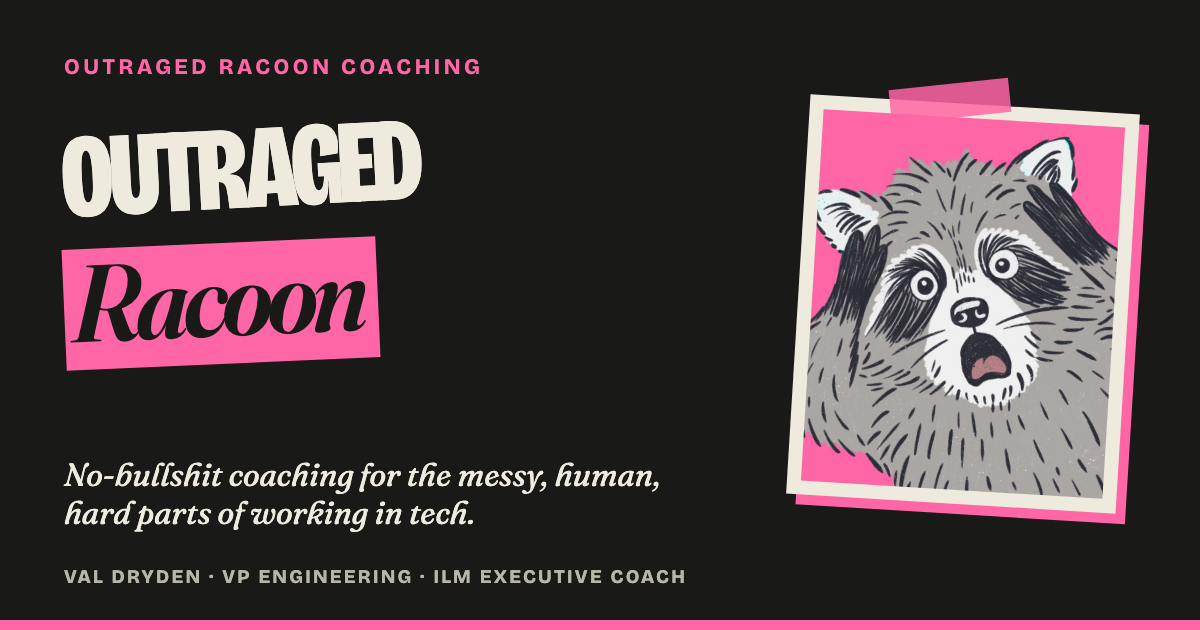 OUTRAGED RACOON COACHING
OUTRAGED
Racoon
No-bullshit coaching for the messy, human,
hard parts of working in tech.
VAL DRYDEN · VP ENGINEERING · ILM EXECUTIVE COACH